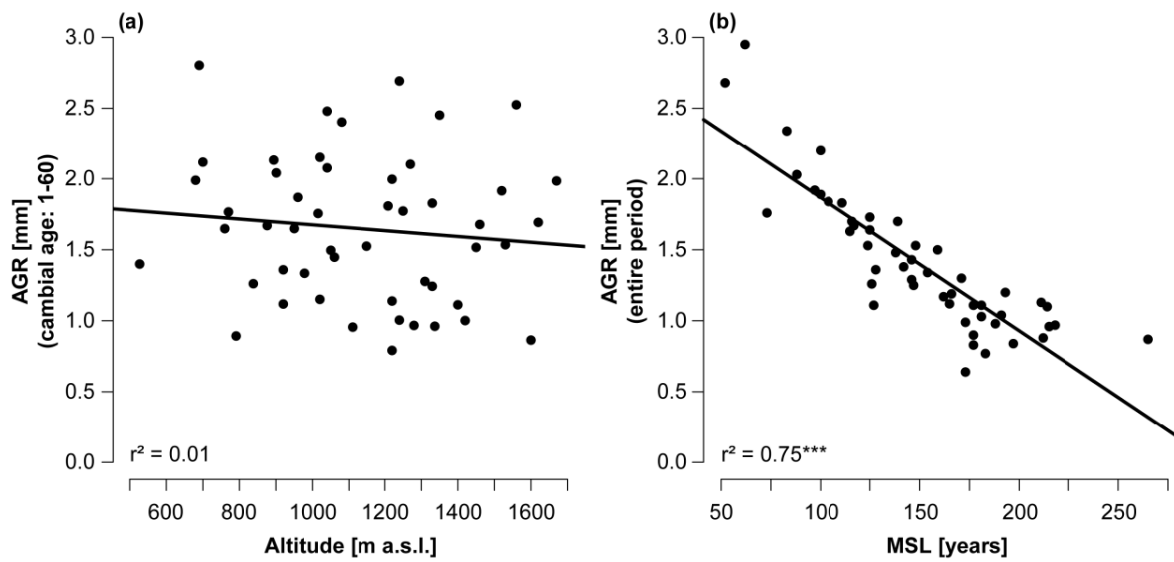 (a)
3.0
2.5
2.0
1.5
1.0
0.5
0.0
AGR [mm]
(cambial age: 1-60)
r² = 0.01
600 800 1000 1200 1400 1600
Altitude [m a.s.l.]
(b)
3.0
2.5
2.0
1.5
1.0
0.5
0.0
AGR [mm]
(entire period)
r² = 0.75***
50 100 150 200 250
MSL [years]